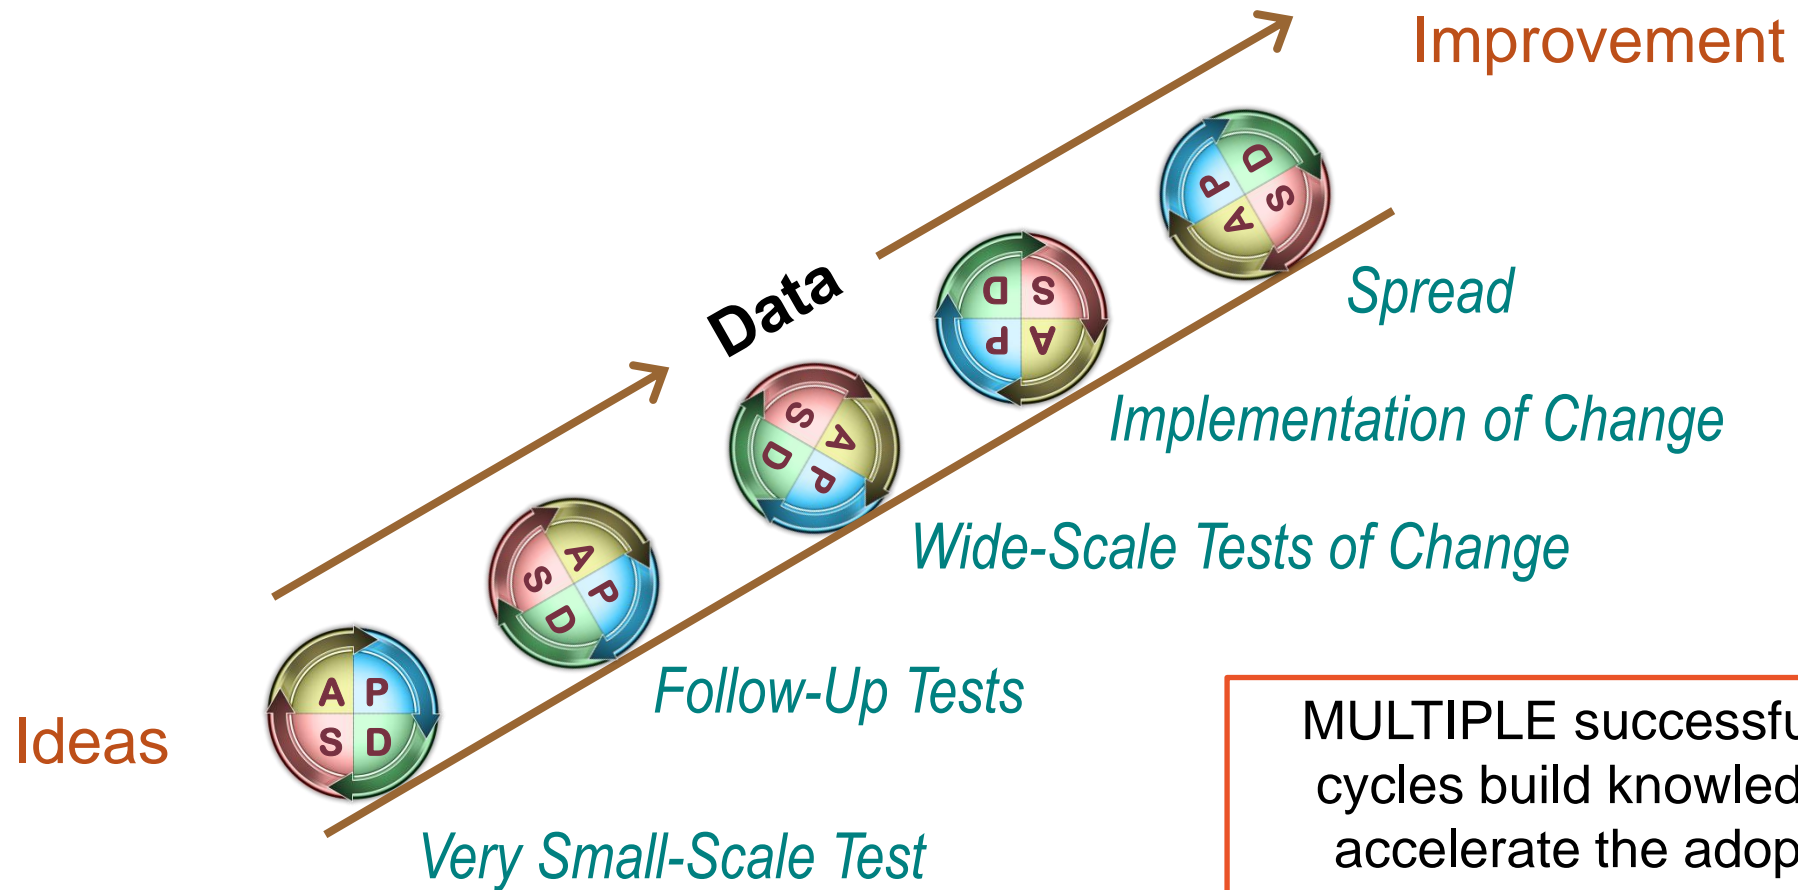 Improvement
P D
A S
Spread
Data
D S
P A
Implementation of Change
S A
D P
Wide-Scale Tests of Change
A P
S D
Follow-Up Tests
A P
S D
Ideas
Very Small-Scale Test
MULTIPLE successfu
cycles build knowled
accelerate the adop